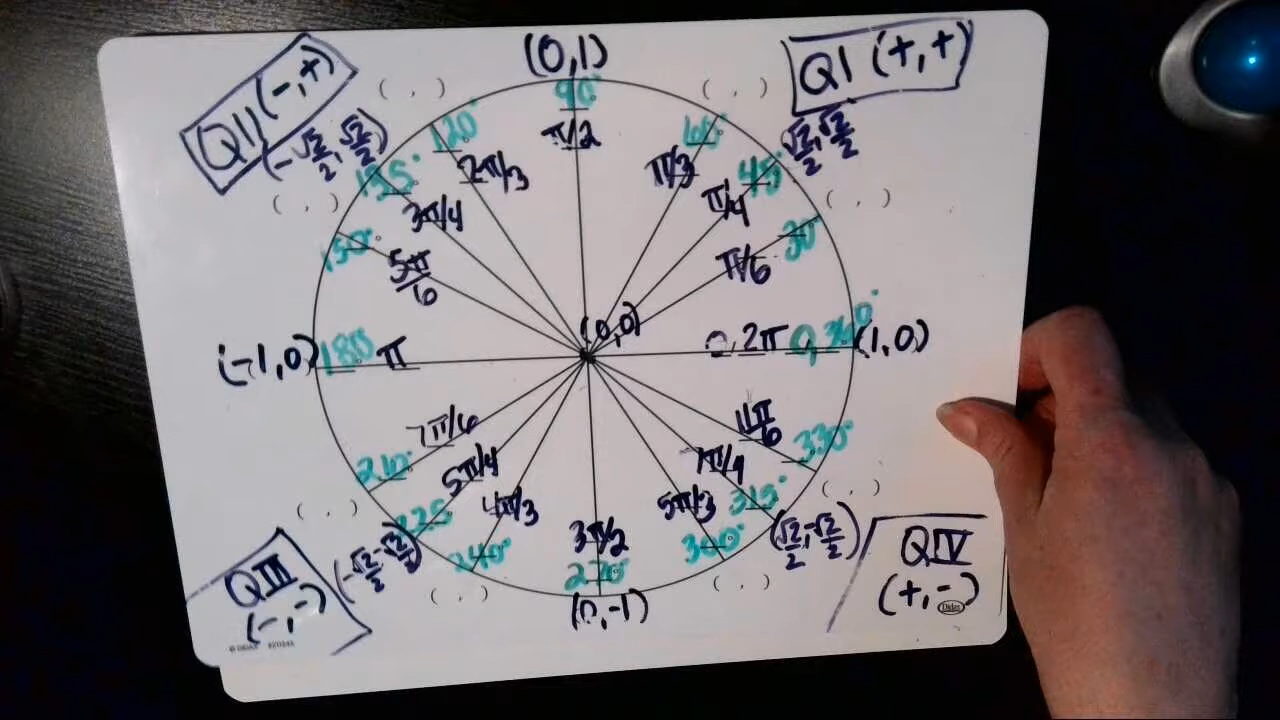 (0,1)
QI (+,+)
QII (-,+)
( , )
( , )
90°
120°
60°
π/2
(-√2/2, √2/2)
√2/2, √2/2
135°
2π/3
π/3
45°
( , )
3π/4
π/4
( , )
150°
5π/6
π/6
30°
(0,0)
(-1,0)
180°
π
0, 2π
0, 360°
(1,0)
7π/6
11π/6
330°
210°
5π/4
7π/4
315°
( , )
225
4π/3
3π/2
5π/3
( , )
240°
270°
300°
(-√2/2, -√2/2)
(√2/2, -√2/2)
QIII
(-,-)
QIV
(+,-)
( , )
(0,-1)
( , )
Didax
© DIDAX